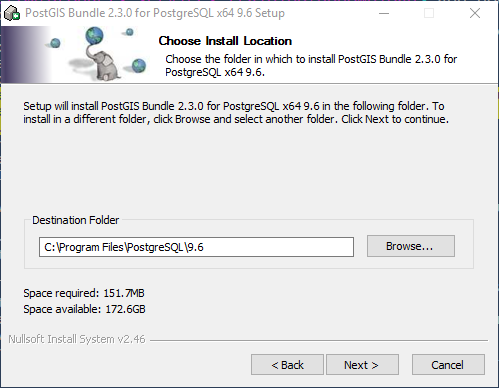 PostGIS Bundle 2.3.0 for PostgreSQL x64 9.6 Setup
Choose Install Location
Choose the folder in which to install PostGIS Bundle 2.3.0 for
PostgreSQL x64 9.6.
Setup will install PostGIS Bundle 2.3.0 for PostgreSQL x64 9.6 in the following folder. To
install in a different folder, click Browse and select another folder. Click Next to continue.
Destination Folder
C:\Program Files\PostgreSQL\9.6
Browse...
Space required: 151.7MB
Space available: 172.6GB
Nullsoft Install System v2.46
< Back
Next >
Cancel